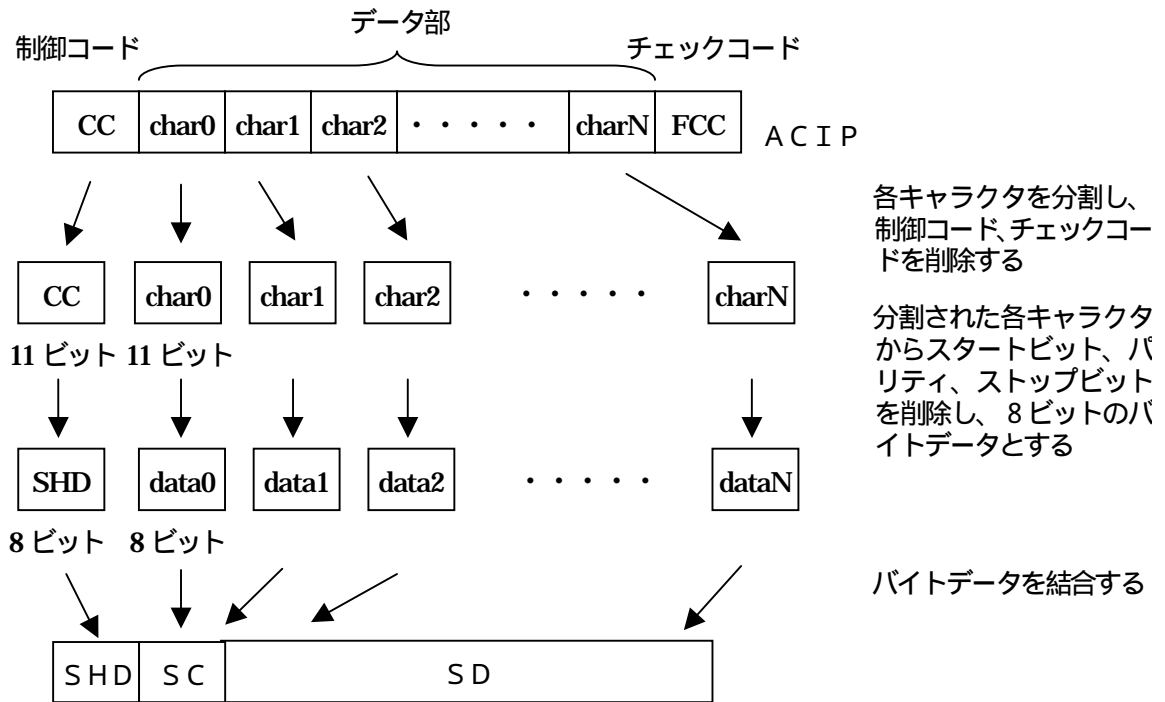 データ部
制御コード
チェックコード
CC char0 char1 char2 ・・・・・ charN FCC
ＡＣＩＰ
各キャラクタを分割し、
制御コード、チェックコー
ドを削除する
CC char0 char1 char2 ・・・・・ charN
11 ビット 11 ビット
分割された各キャラクタ
からスタートビット、パ
リティ、ストップビット
を削除し、８ビットのバ
イトデータとする
SHD data0 data1 data2 ・・・・・ dataN
8 ビット 8 ビット
バイトデータを結合する
ＳＨＤ ＳＣ ＳＤ